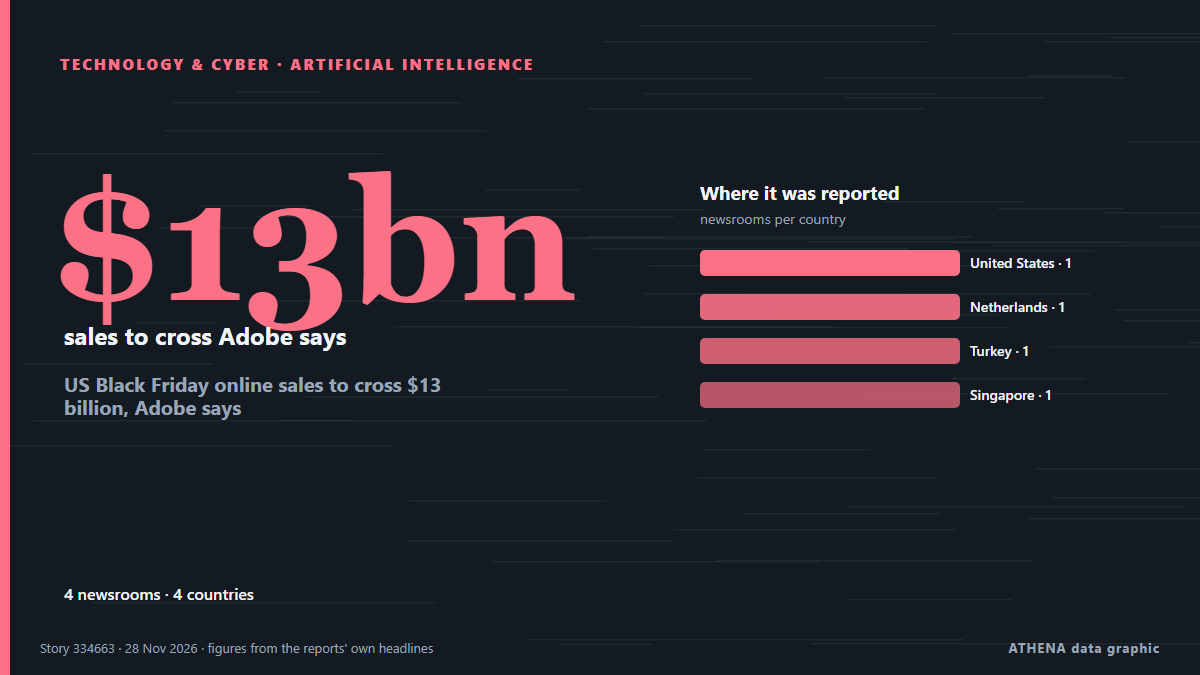 TECHNOLOGY & CYBER · ARTIFICIAL INTELLIGENCE
$13bn
sales to cross Adobe says
US Black Friday online sales to cross $13
billion, Adobe says
Where it was reported
newsrooms per country
United States · 1
Netherlands · 1
Turkey · 1
Singapore · 1
4 newsrooms · 4 countries
Story 334663 · 28 Nov 2026 · figures from the reports' own headlines
ATHENA data graphic